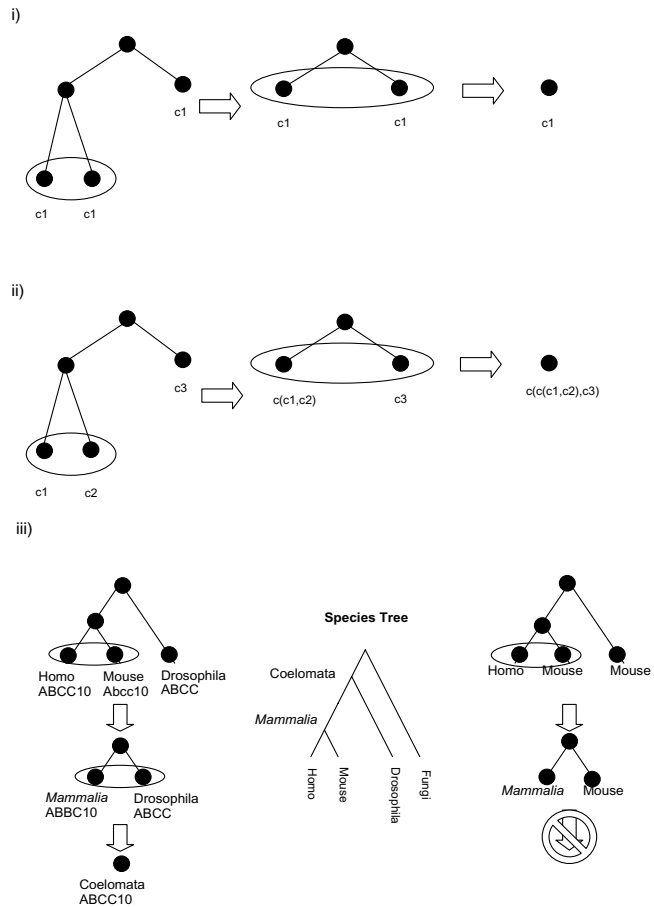 i)
c1
c1
c1
c1
c1
c1
ii)
c3
c1
c2
c(c1,c2)
c3
c(c(c1,c2),c3)
iii)
Homo
ABCC10
Mouse
Abcc10
Drosophila
ABCC
Mammalia
ABBC10
Drosophila
ABCC
Coelomata
ABCC10
Species Tree
Coelomata
Mammalia
Homo
Mouse
Drosophila
Fungi
Homo
Mouse
Mouse
Mammalia
Mouse